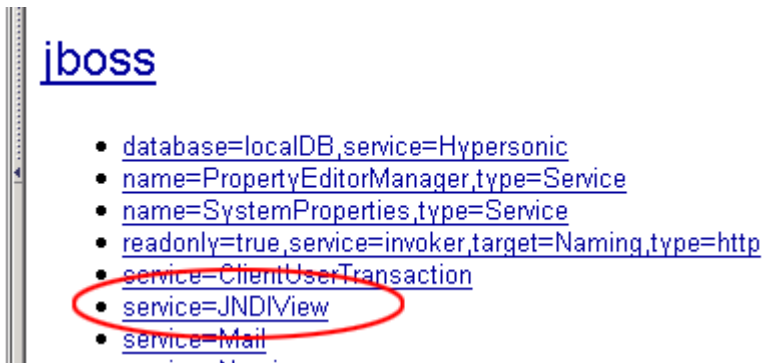 jboss
database=localDB,service=Hypersonic
name=PropertyEditorManager,type=Service
name=SystemProperties,type=Service
readonly=true,service=invoker,target=Naming,type=http
service=ClientUserTransaction
service=JNDIView
service=Mail